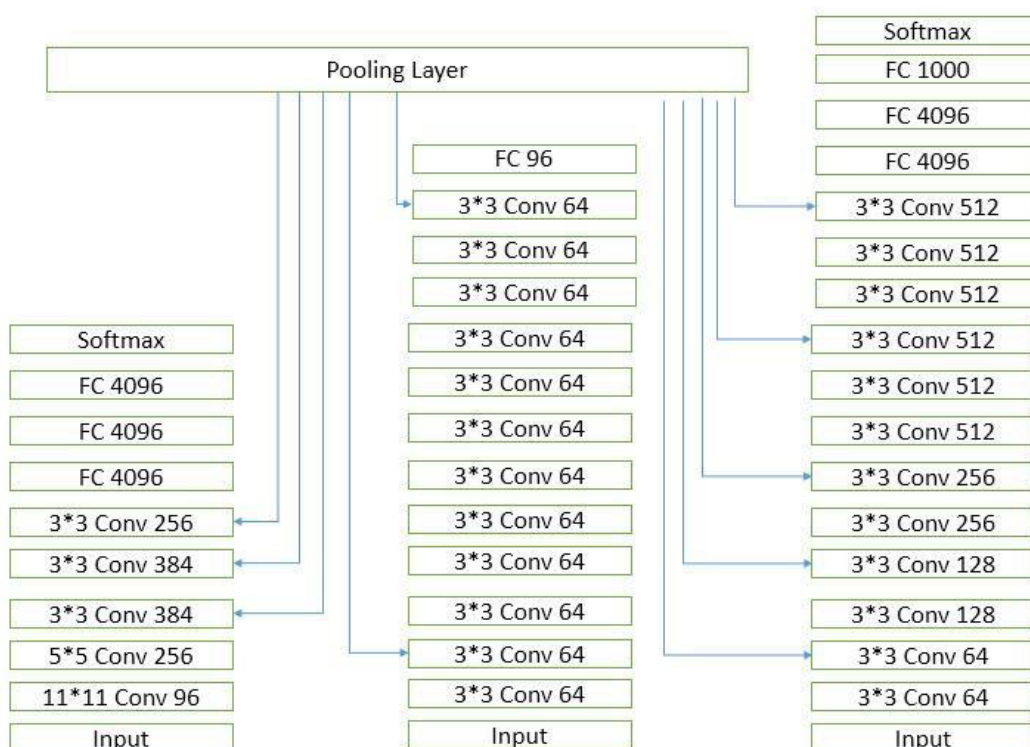 Pooling Layer
Softmax
FC 4096
FC 4096
FC 4096
3*3 Conv 256
3*3 Conv 384
3*3 Conv 384
5*5 Conv 256
11*11 Conv 96
Input
FC 96
3*3 Conv 64
3*3 Conv 64
3*3 Conv 64
3*3 Conv 64
3*3 Conv 64
3*3 Conv 64
3*3 Conv 64
3*3 Conv 64
3*3 Conv 64
3*3 Conv 64
3*3 Conv 64
3*3 Conv 64
Input
Softmax
FC 1000
FC 4096
FC 4096
3*3 Conv 512
3*3 Conv 512
3*3 Conv 512
3*3 Conv 512
3*3 Conv 512
3*3 Conv 512
3*3 Conv 256
3*3 Conv 256
3*3 Conv 128
3*3 Conv 128
3*3 Conv 64
3*3 Conv 64
Input